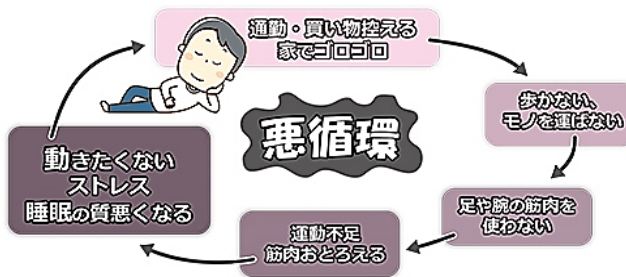 通勤・買い物控える
家でゴロゴロ
歩かない、
モノを運ばない
足や腕の筋肉を
使わない
運動不足
筋肉おとろえる
動きたくない
ストレス
睡眠の質悪くなる
悪循環